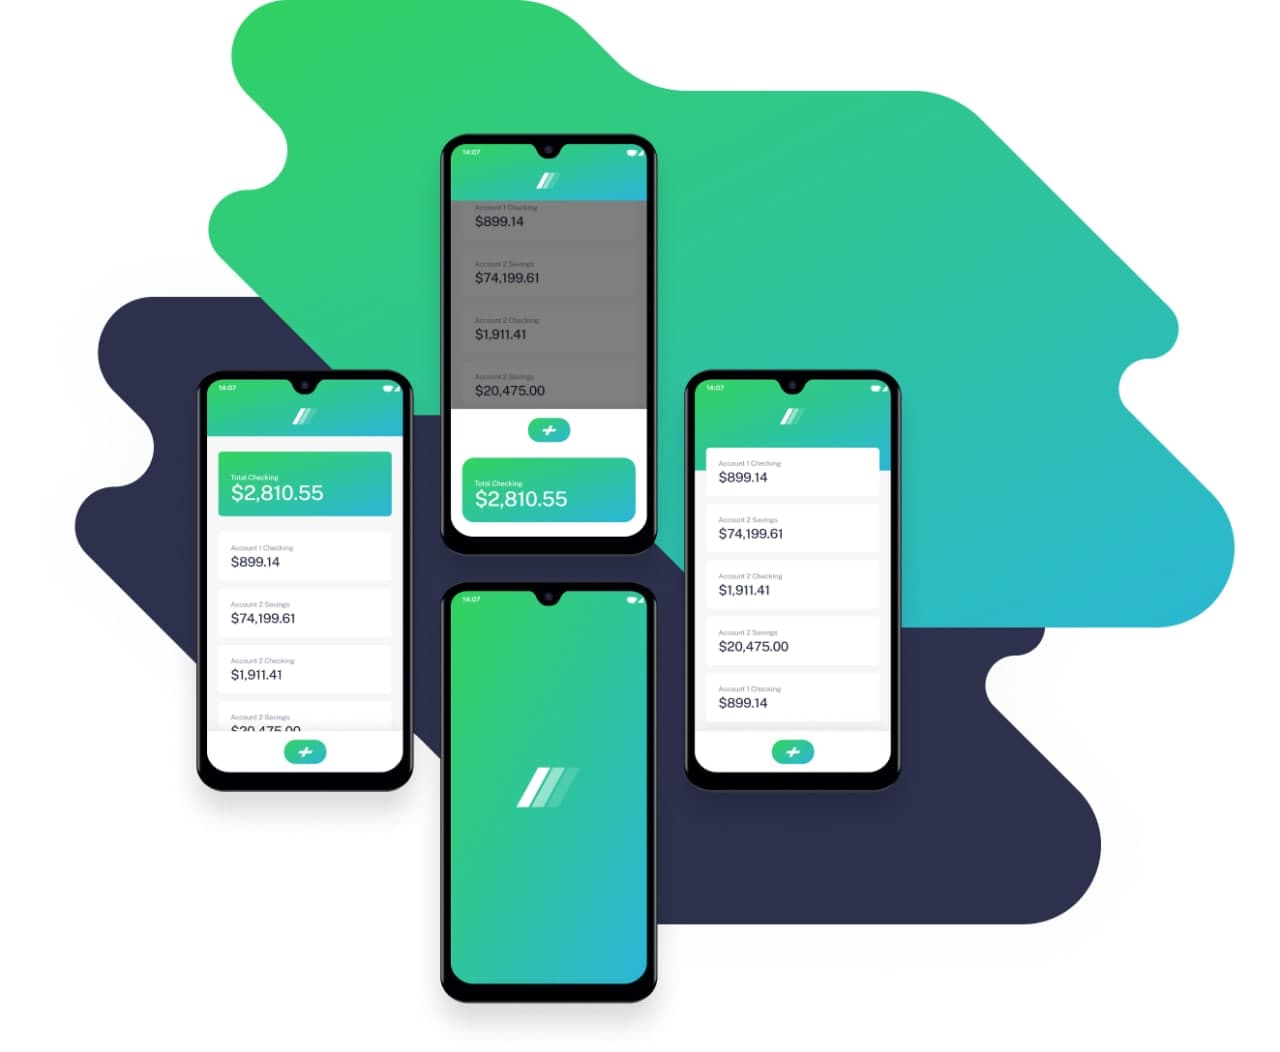 14:07
Account 1 Checking
$899.14
Account 2 Savings
$74,199.61
Account 2 Checking
$1,911.41
Account 2 Savings
$20,475.00
Total Checking
$2,810.55
14:07
Total Checking
$2,810.55
Account 1 Checking
$899.14
Account 2 Savings
$74,199.61
Account 2 Checking
$1,911.41
Account 2 Savings
$20,475.00
14:07
Account 1 Checking
$899.14
Account 2 Savings
$74,199.61
Account 2 Checking
$1,911.41
Account 2 Savings
$20,475.00
Account 1 Checking
$899.14
14:07